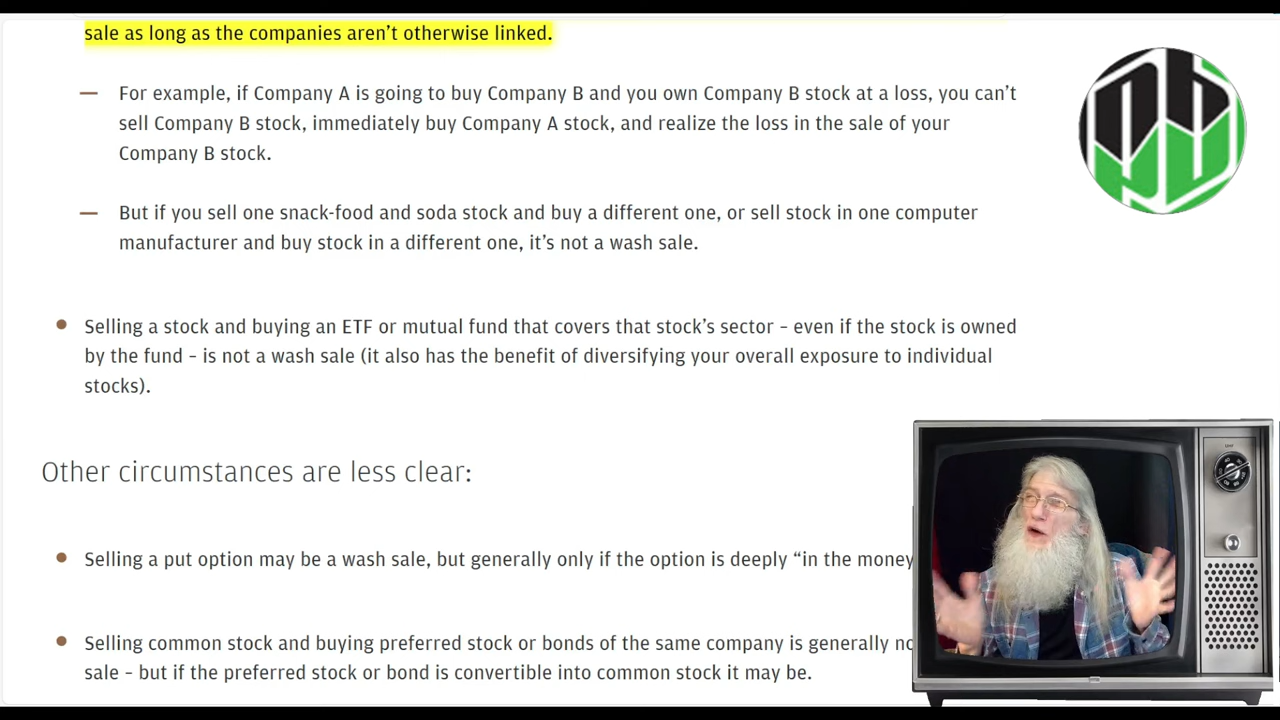 sale as long as the companies aren’t otherwise linked.
— For example, if Company A is going to buy Company B and you own Company B stock at a loss, you can’t
sell Company B stock, immediately buy Company A stock, and realize the loss in the sale of your
Company B stock.
— But if you sell one snack-food and soda stock and buy a different one, or sell stock in one computer
manufacturer and buy stock in a different one, it’s not a wash sale.
• Selling a stock and buying an ETF or mutual fund that covers that stock’s sector – even if the stock is owned
by the fund – is not a wash sale (it also has the benefit of diversifying your overall exposure to individual
stocks).
Other circumstances are less clear:
• Selling a put option may be a wash sale, but generally only if the option is deeply “in the money
• Selling common stock and buying preferred stock or bonds of the same company is generally
sale – but if the preferred stock or bond is convertible into common stock it may be.